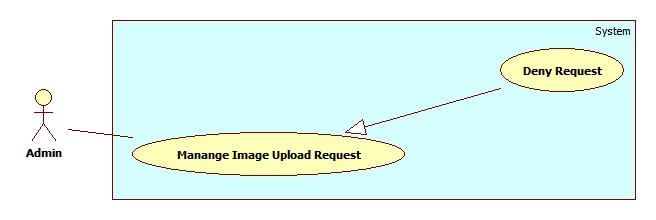 System
Deny Request
Manange Image Upload Request
Admin